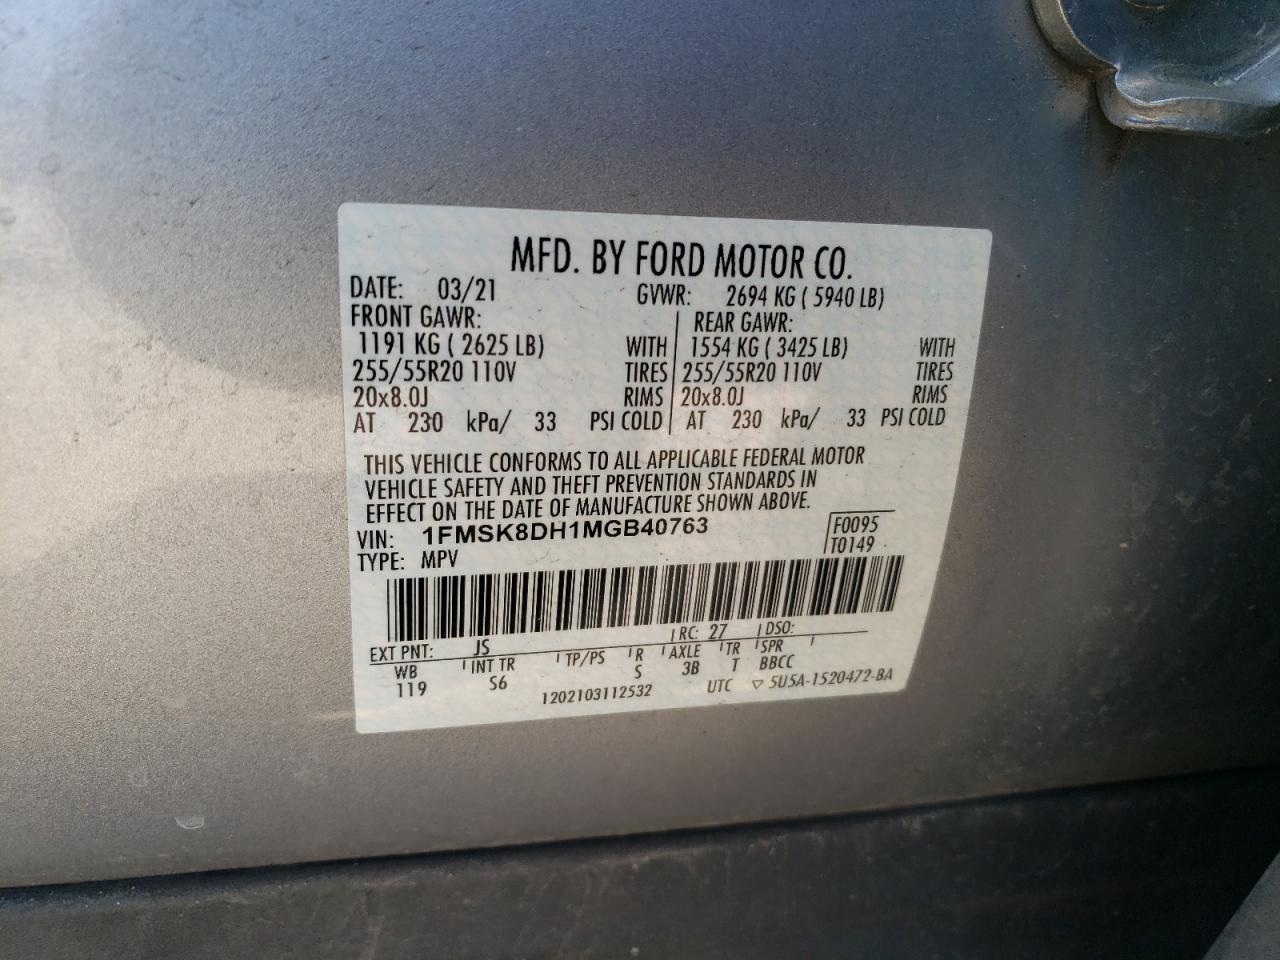 MFD. BY FORD MOTOR CO.
DATE: 03/21 GVWR: 2694 KG ( 5940 LB)
FRONT GAWR: REAR GAWR:
1191 KG ( 2625 LB) WITH 1554 KG ( 3425 LB) WITH
255/55R20 110V TIRES 255/55R20 110V TIRES
20x8.0J RIMS 20x8.0J RIMS
AT 230 kPa/ 33 PSI COLD AT 230 kPa/ 33 PSI COLD
THIS VEHICLE CONFORMS TO ALL APPLICABLE FEDERAL MOTOR
VEHICLE SAFETY AND THEFT PREVENTION STANDARDS IN
EFFECT ON THE DATE OF MANUFACTURE SHOWN ABOVE.
VIN: 1FMSK8DH1MGB40763 F0095
TYPE: MPV T0149
EXT PNT: JS RC: 27 DSO:
WB INT TR TP/PS R AXLE TR SPR
119 S6 S 3B T BBCC
1202103112532 UTC ▽ 5U5A-1520472-BA